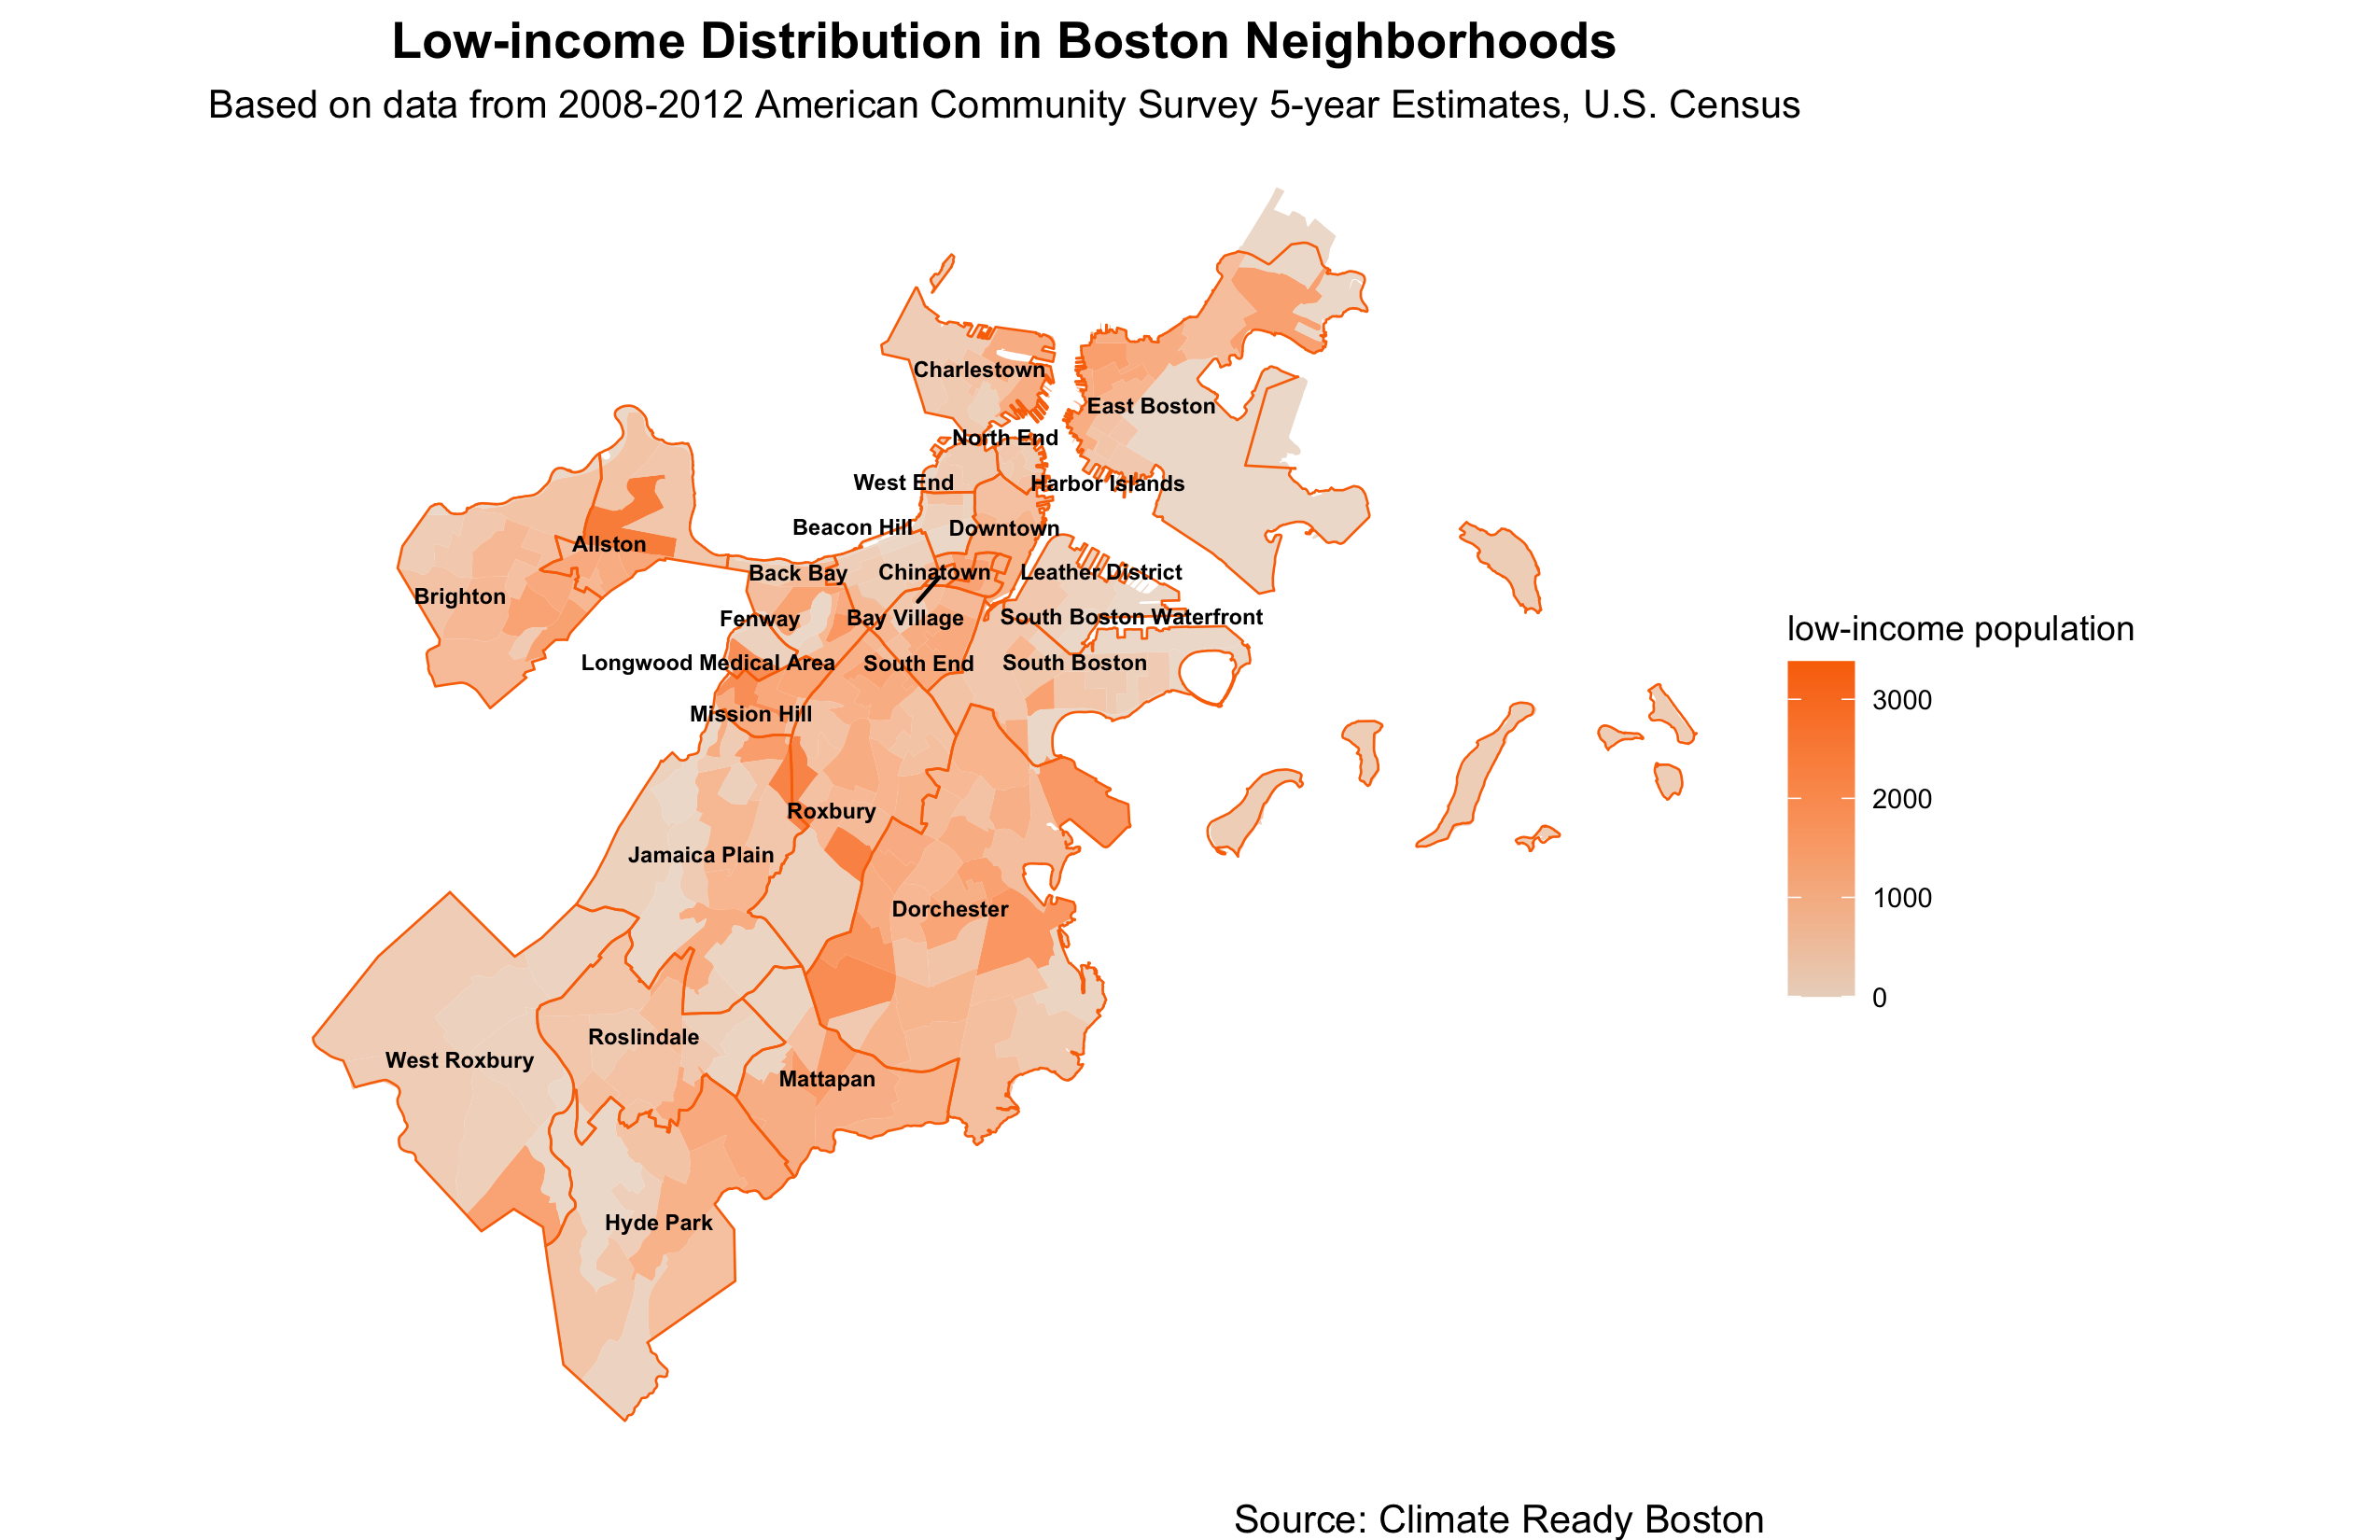 Low-income Distribution in Boston Neighborhoods
Based on data from 2008-2012 American Community Survey 5-year Estimates, U.S. Census
Charlestown
East Boston
North End
West End
Harbor Islands
Beacon Hill
Downtown
Allston
Back Bay
Chinatown
Leather District
Brighton
Fenway
Bay Village
South Boston Waterfront
Longwood Medical Area
South End
South Boston
Mission Hill
Roxbury
Jamaica Plain
Dorchester
Roslindale
West Roxbury
Mattapan
Hyde Park
low-income population
3000
2000
1000
0
Source: Climate Ready Boston